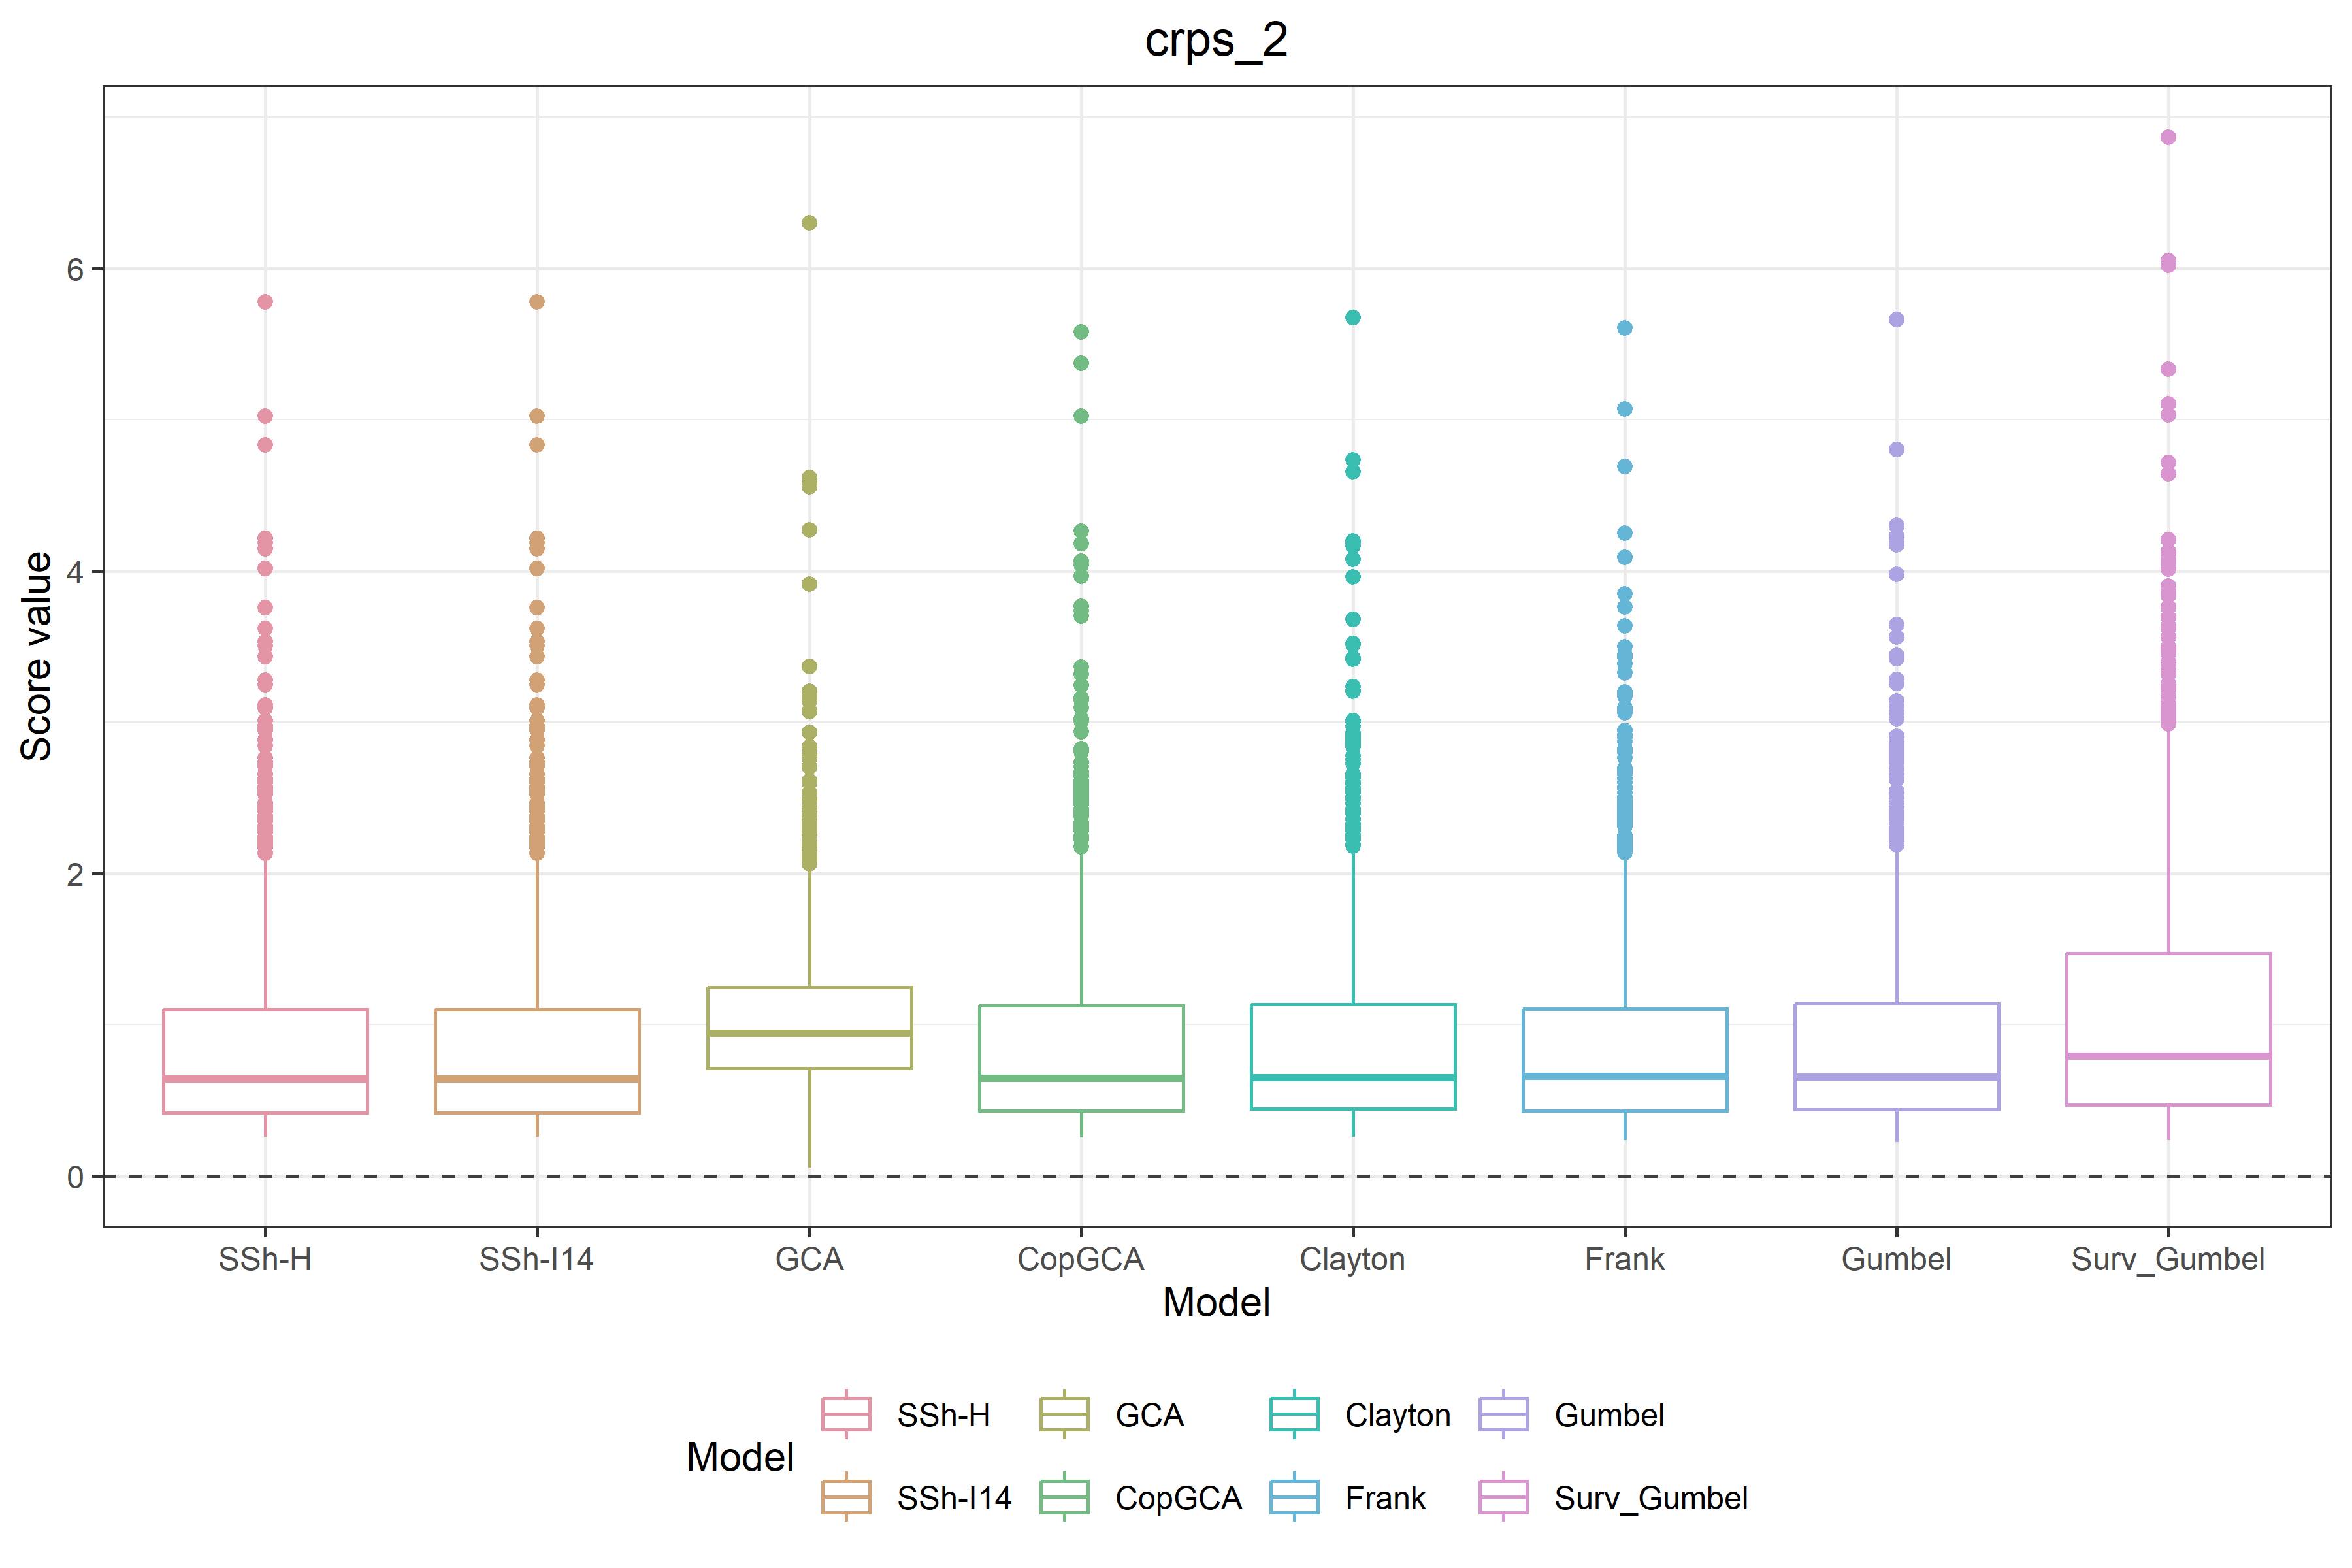 crps_2
Score value
6
4
2
0
SSh-H SSh-I14 GCA CopGCA Clayton Frank Gumbel Surv_Gumbel
Model
Model
SSh-H GCA Clayton Gumbel
SSh-I14 CopGCA Frank Surv_Gumbel